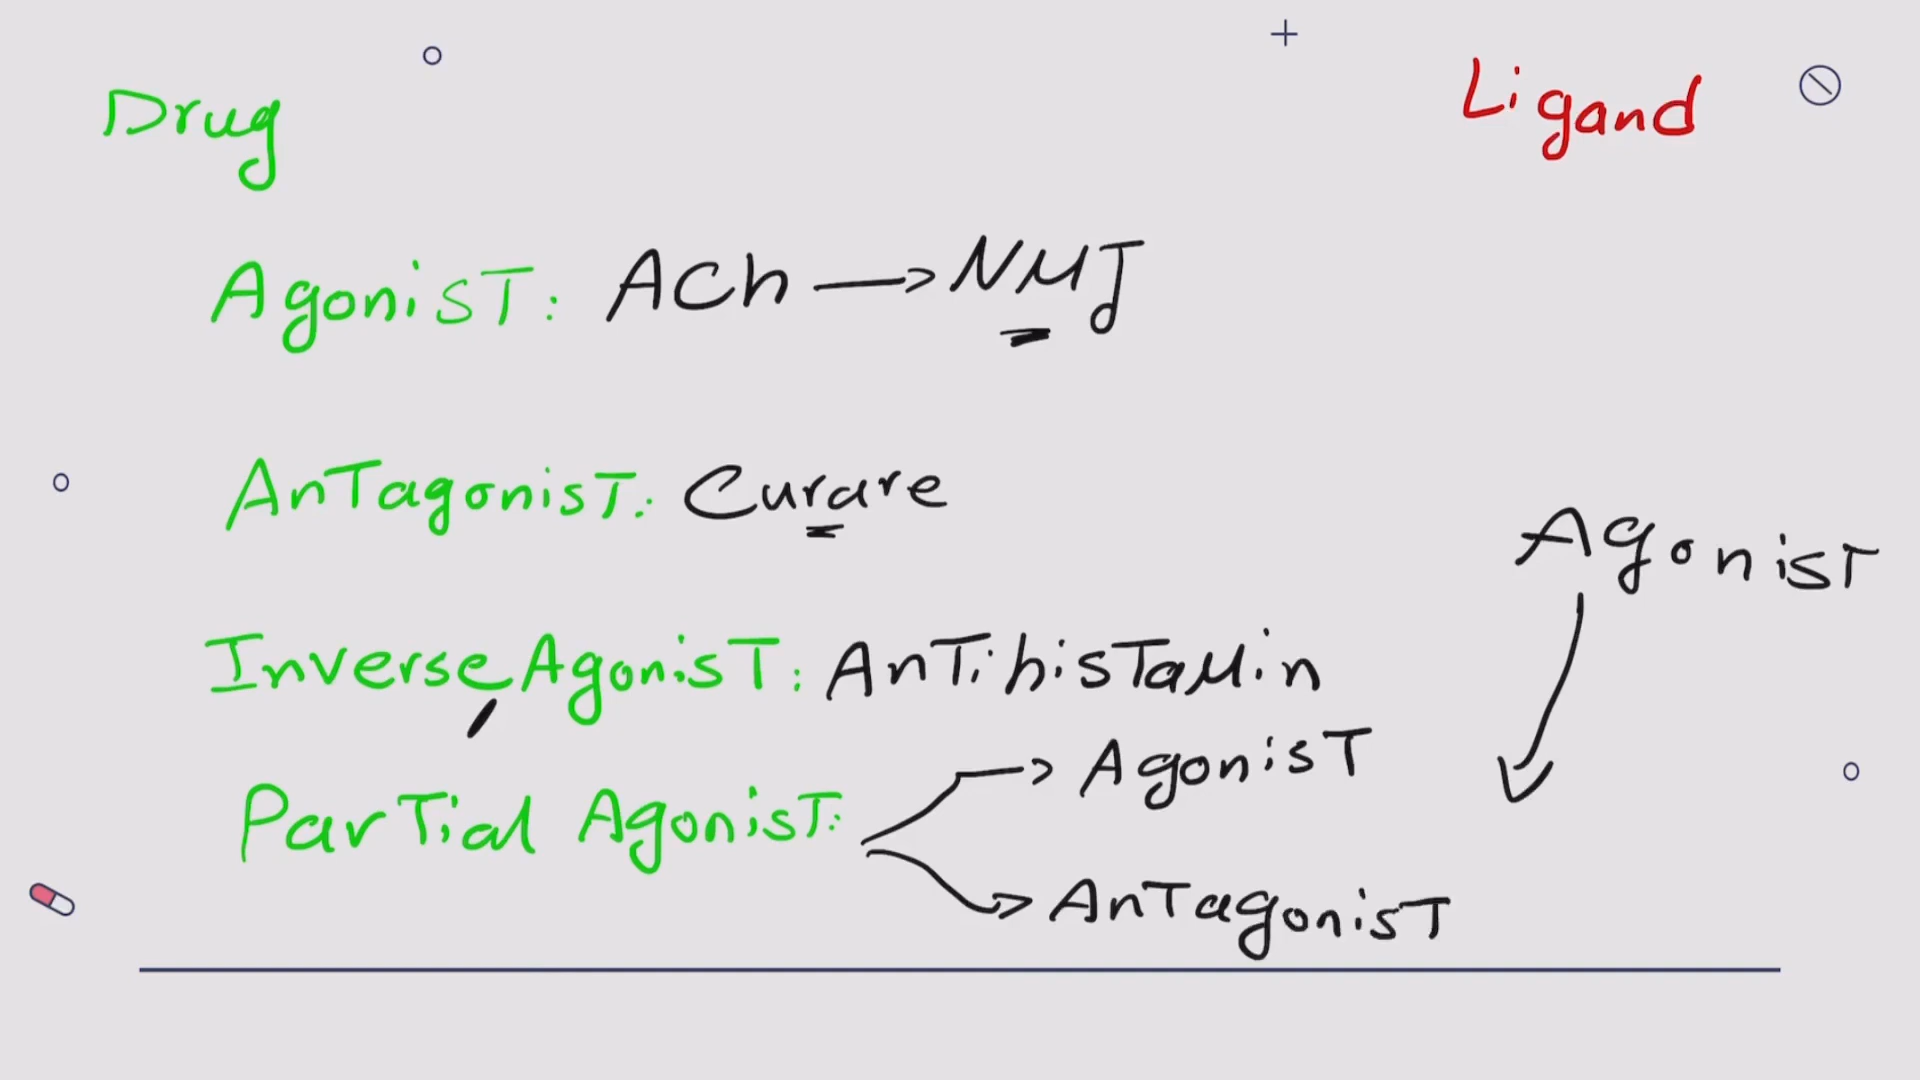 Drug
Ligand
Agonist: ACh → NMJ
Antagonist: Curare
Agonist
Inverse Agonist: Antihistamin
Partial Agonist:
→ Agonist
→ Antagonist